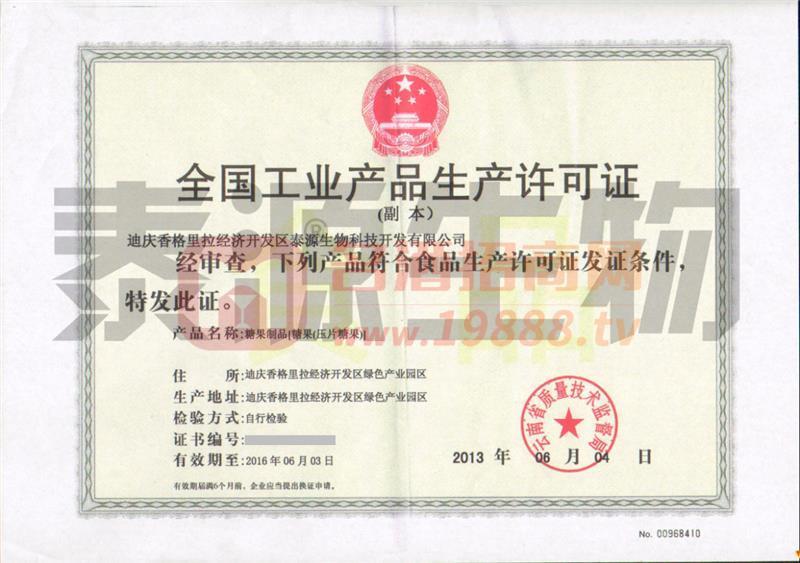 全国工业产品生产许可证
(副 本)
泰源生物
®
迪庆香格里拉经济开发区泰源生物科技开发有限公司
经审查，下列产品符合食品生产许可证发证条件，
特发此证。
百消招商网
www.19888.tv
产品名称:糖果制品[糖果(压片糖果)]
住 所:迪庆香格里拉经济开发区绿色产业园区
生产地址:迪庆香格里拉经济开发区绿色产业园区
检验方式:自行检验
证书编号:
有效期至:2016 年 06 月 03 日
云南省质量技术监督局
2013 年 06 月 04 日
有效期届满6个月前，企业应当提出换证申请。
No. 00968410